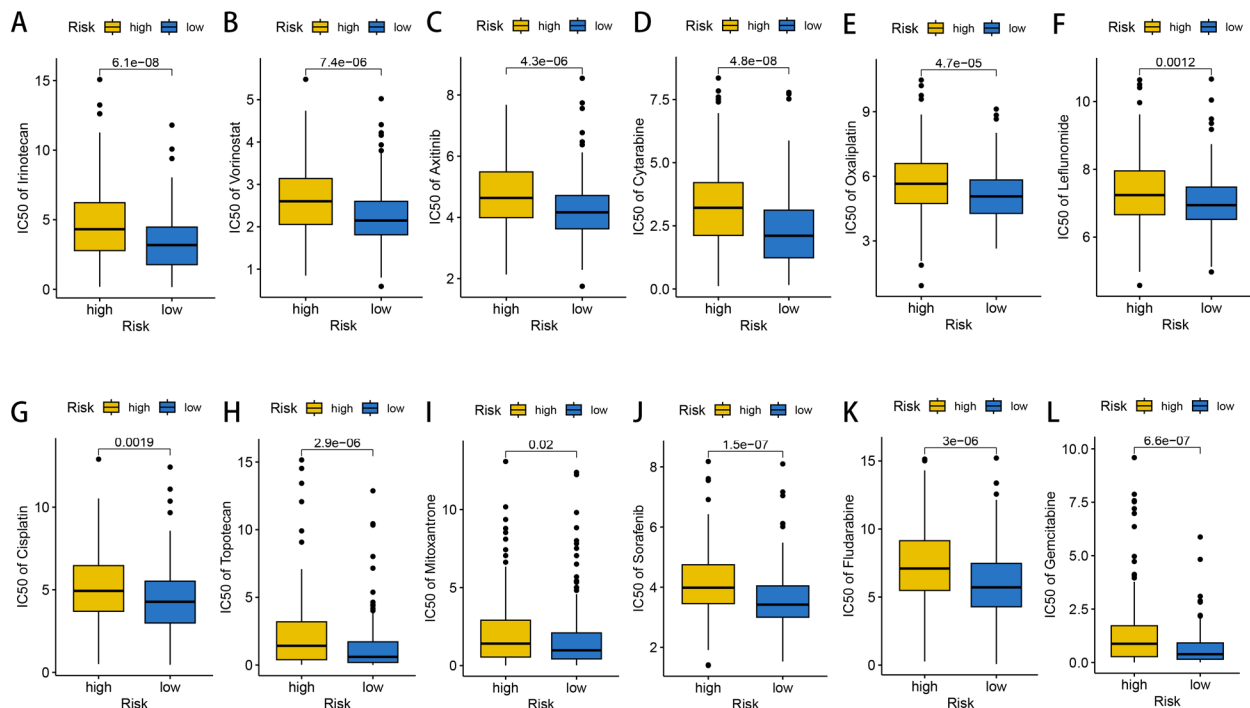 A
Risk high low
6.1e−08
IC50 of Irinotecan
15
10
5
0
high low
Risk
B
Risk high low
7.4e−06
IC50 of Vorinostat
5
4
3
2
1
high low
Risk
C
Risk high low
4.3e−06
IC50 of Axitinib
8
6
4
2
high low
Risk
D
Risk high low
4.8e−08
IC50 of Cytarabine
7.5
5.0
2.5
0.0
high low
Risk
E
Risk high low
4.7e−05
IC50 of Oxaliplatin
9
6
3
high low
Risk
F
Risk high low
0.0012
IC50 of Leflunomide
10
8
6
high low
Risk
G
Risk high low
0.0019
IC50 of Cisplatin
10
5
0
high low
Risk
H
Risk high low
2.9e−06
IC50 of Topotecan
15
10
5
0
high low
Risk
I
Risk high low
0.02
IC50 of Mitoxantrone
10
5
0
high low
Risk
J
Risk high low
1.5e−07
IC50 of Sorafenib
8
6
4
2
high low
Risk
K
Risk high low
3e−06
IC50 of Fludarabine
15
10
5
0
high low
Risk
L
Risk high low
6.6e−07
IC50 of Gemcitabine
10.0
7.5
5.0
2.5
0.0
high low
Risk